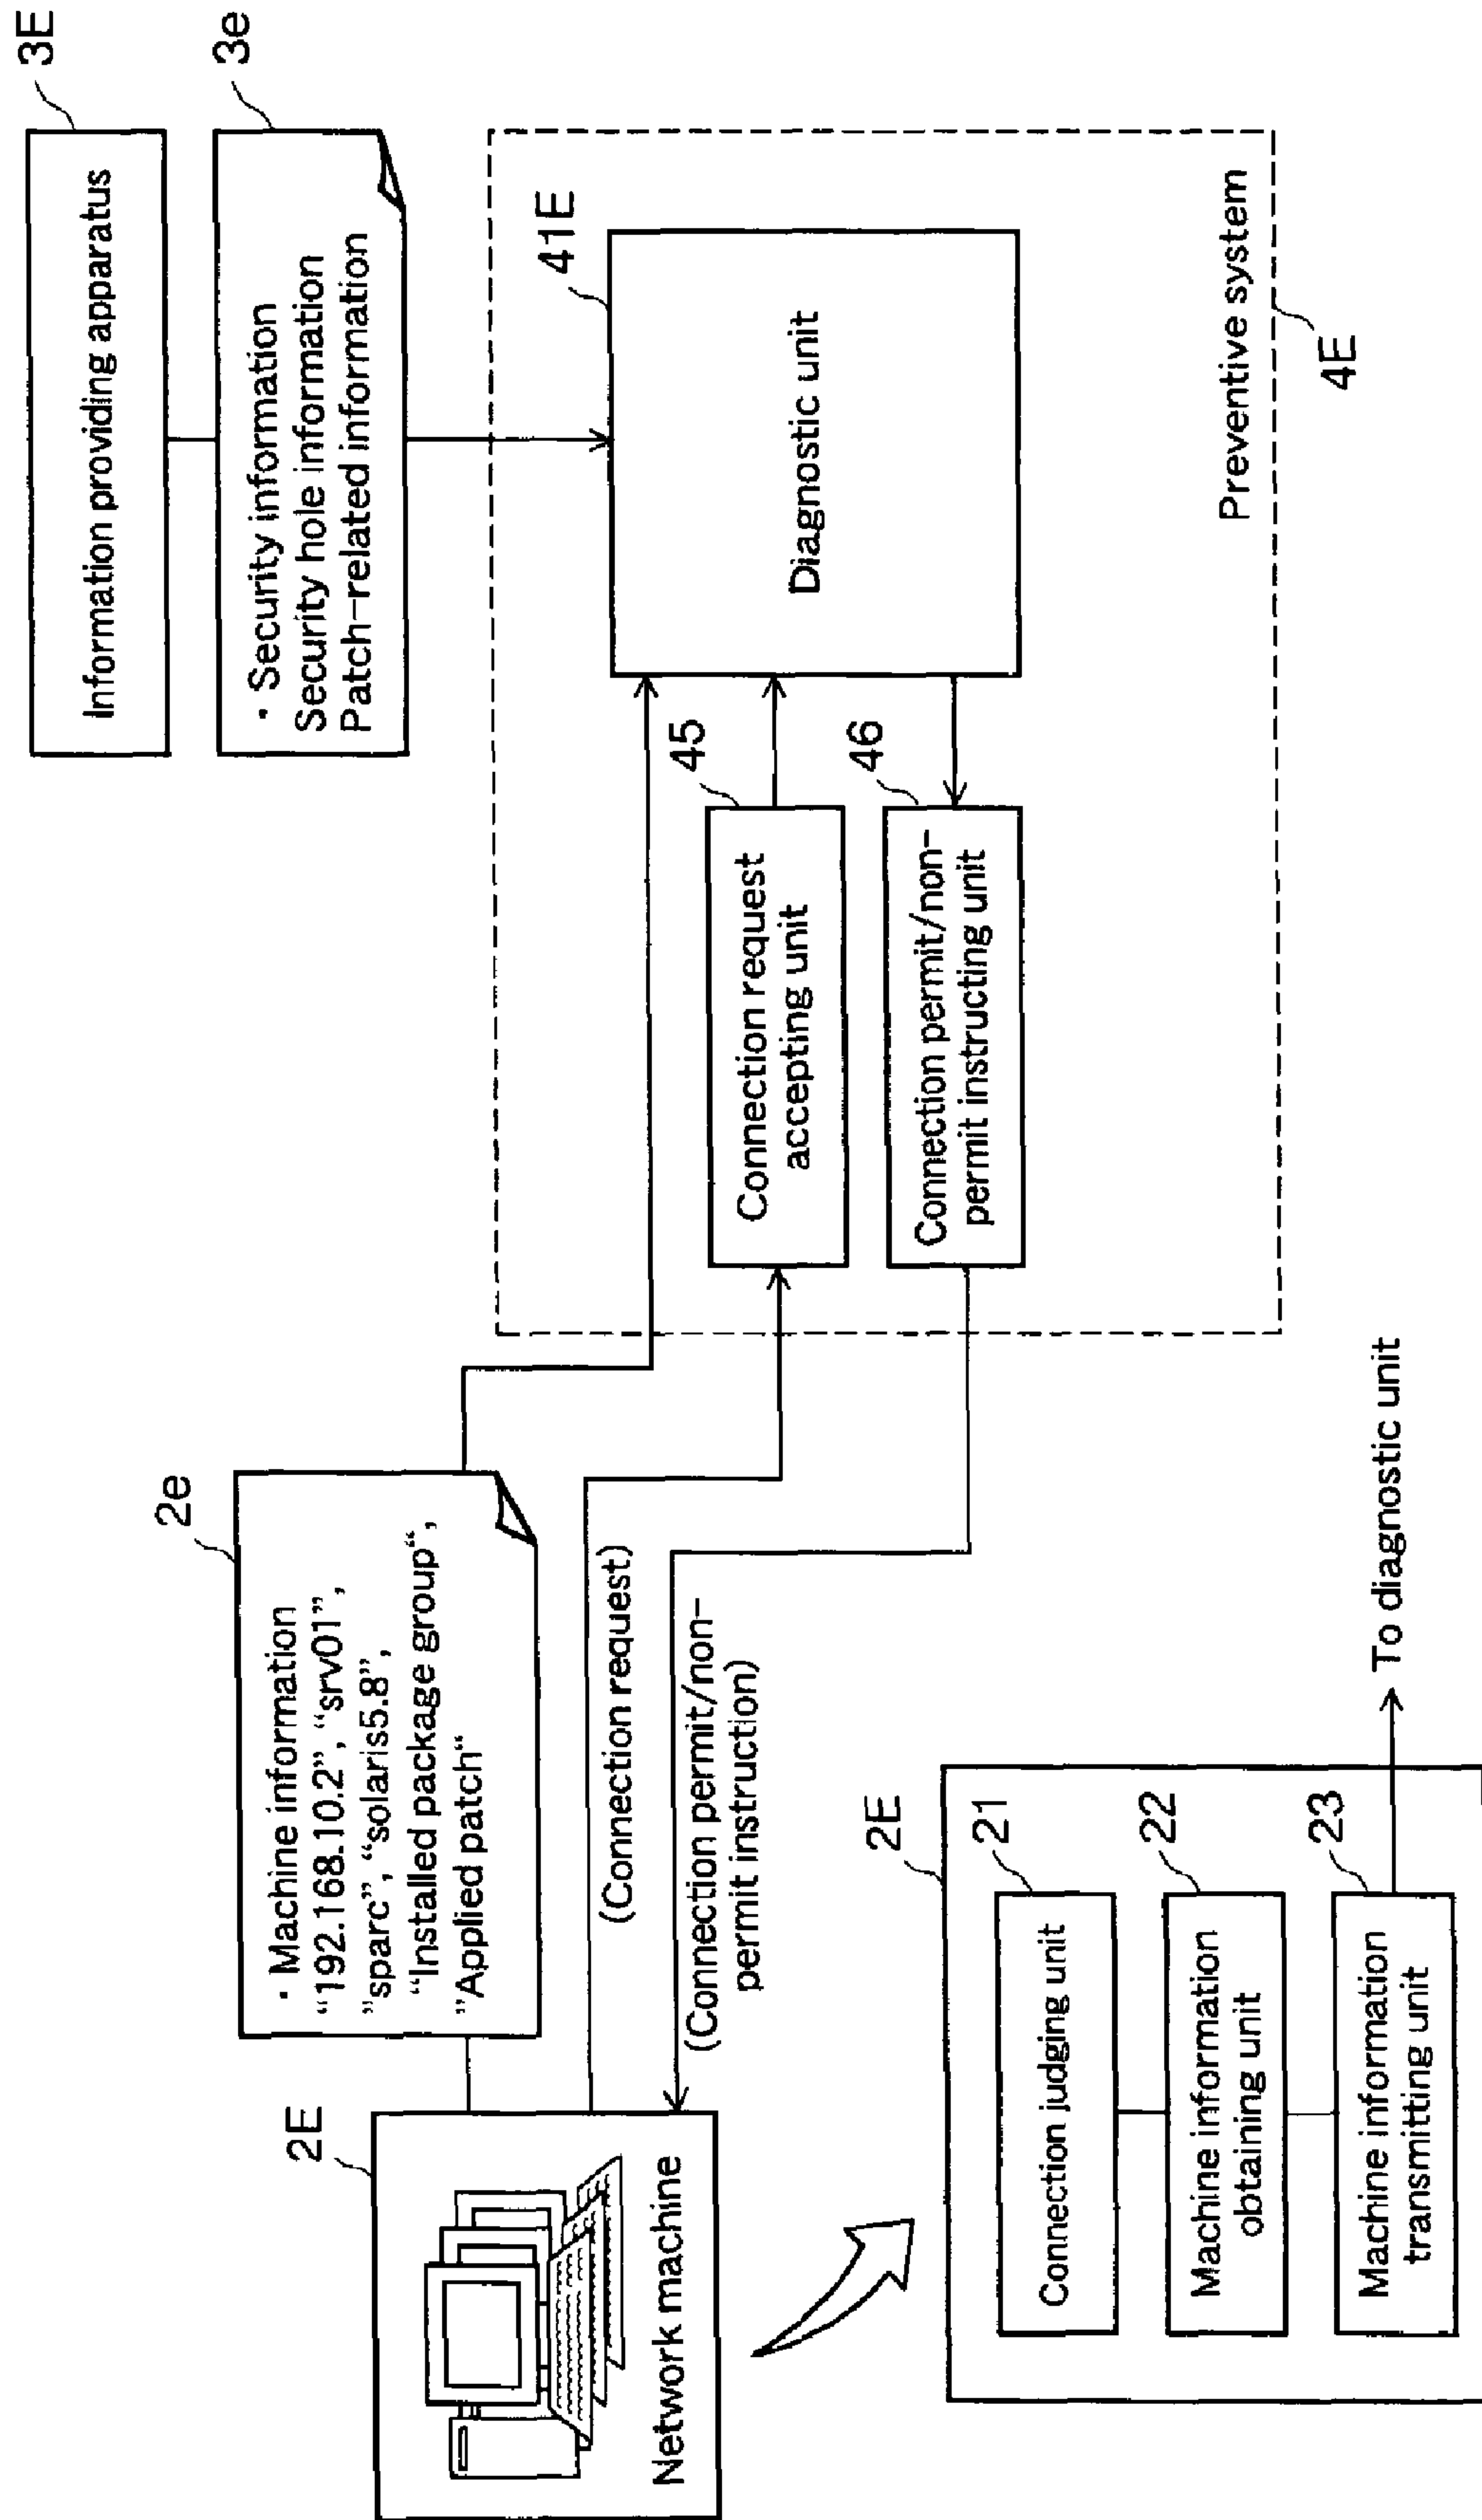 3E
Information providing apparatus
3e
・Security information
Security hole information
Patch-related information
2e
・Machine information
“192.168.10.2”, “srv01”,
”sparc”, “solaris5.8”,
“Installed package group“,
”Applied patch“
2E
Network machine
(Connection request)
(Connection permit/non-
permit instruction)
41E
Diagnostic unit
45
Connection request
accepting unit
46
Connection permit/non-
permit instructing unit
Preventive system
4E
2E
21
Connection judging unit
22
Machine information
obtaining unit
23
Machine information
transmitting unit
To diagnostic unit